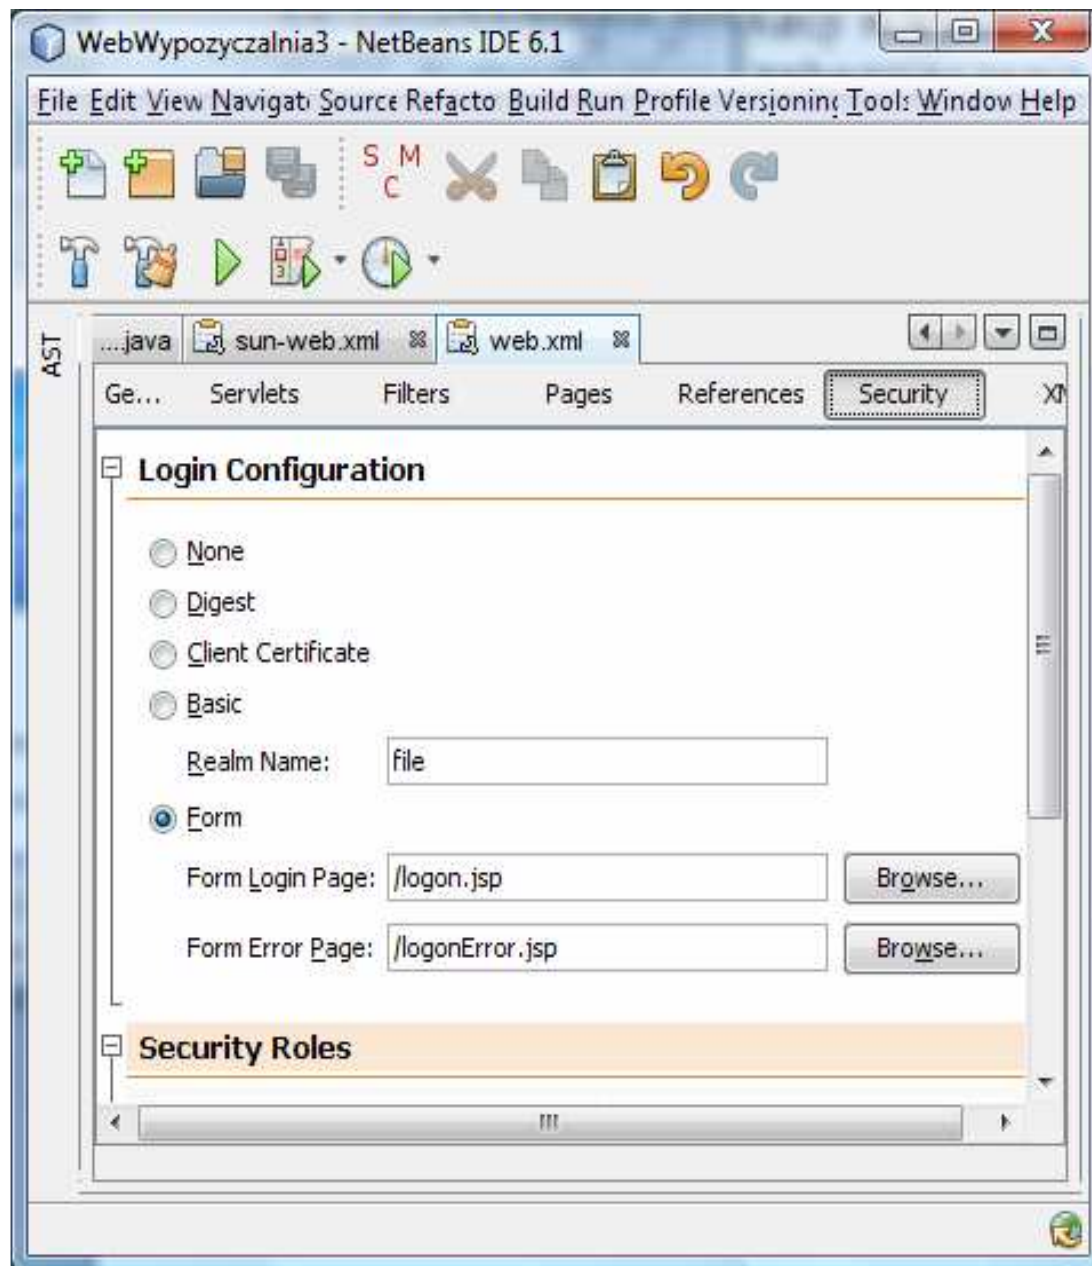 WebWypozyczalnia3 - NetBeans IDE 6.1
File Edit View Navigat Source Refacto Build Run Profile Versioning Tools Window Help
S M
C
....java sun-web.xml web.xml
AST
Ge... Servlets Filters Pages References Security XM
Login Configuration
None
Digest
Client Certificate
Basic
Realm Name: file
Form
Form Login Page: /logon.jsp Browse...
Form Error Page: /logonError.jsp Browse...
Security Roles